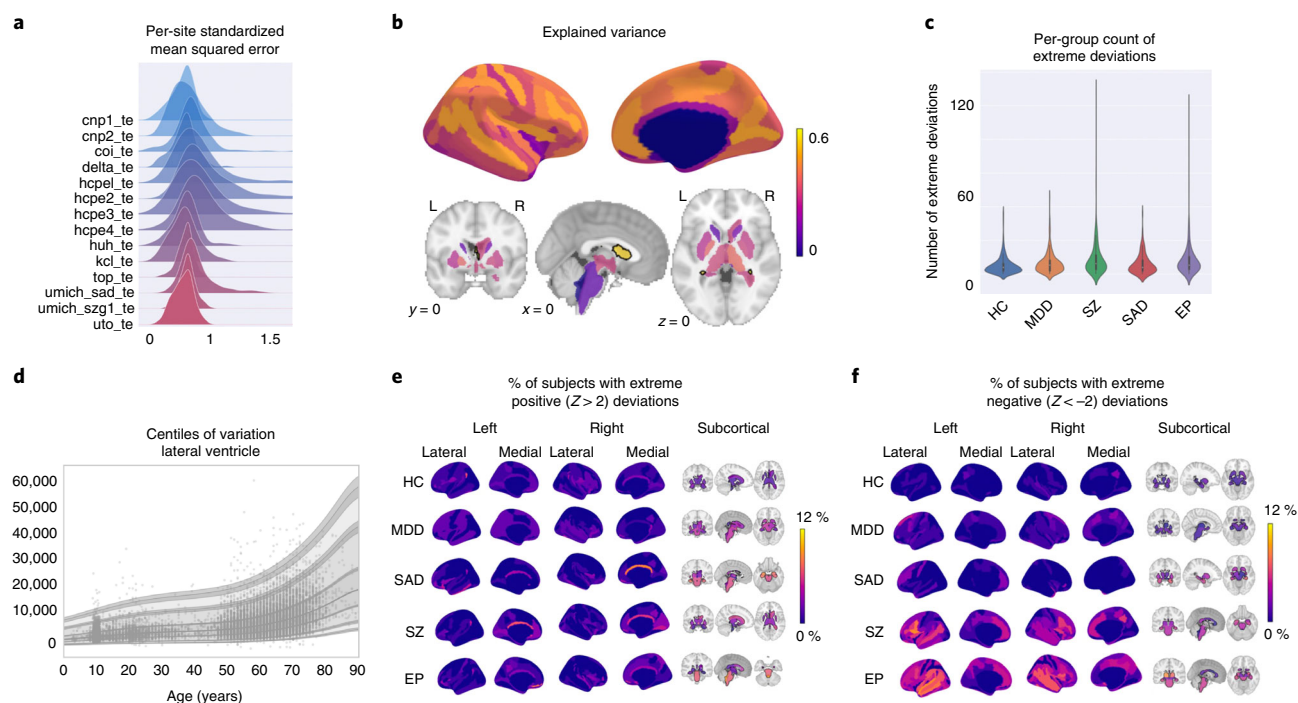 a
Per-site standardized
mean squared error
cnp1_te
cnp2_te
coi_te
delta_te
hcpel_te
hcpe2_te
hcpe3_te
hcpe4_te
huh_te
kcl_te
top_te
umich_sad_te
umich_szg1_te
uto_te
0 1 1.5
b
Explained variance
0.6
0
L R
L R
y = 0
x = 0
z = 0
c
Per-group count of
extreme deviations
Number of extreme deviations
120
60
0
HC MDD SZ SAD EP
d
Centiles of variation
lateral ventricle
60,000
50,000
40,000
30,000
20,000
10,000
0
0 10 20 30 40 50 60 70 80 90
Age (years)
e
% of subjects with extreme
positive (Z > 2) deviations
Left Right Subcortical
Lateral Medial Lateral Medial
HC
MDD
SAD
SZ
EP
12 %
0 %
f
% of subjects with extreme
negative (Z < –2) deviations
Left Right Subcortical
Lateral Medial Lateral Medial
HC
MDD
SAD
SZ
EP
12 %
0 %